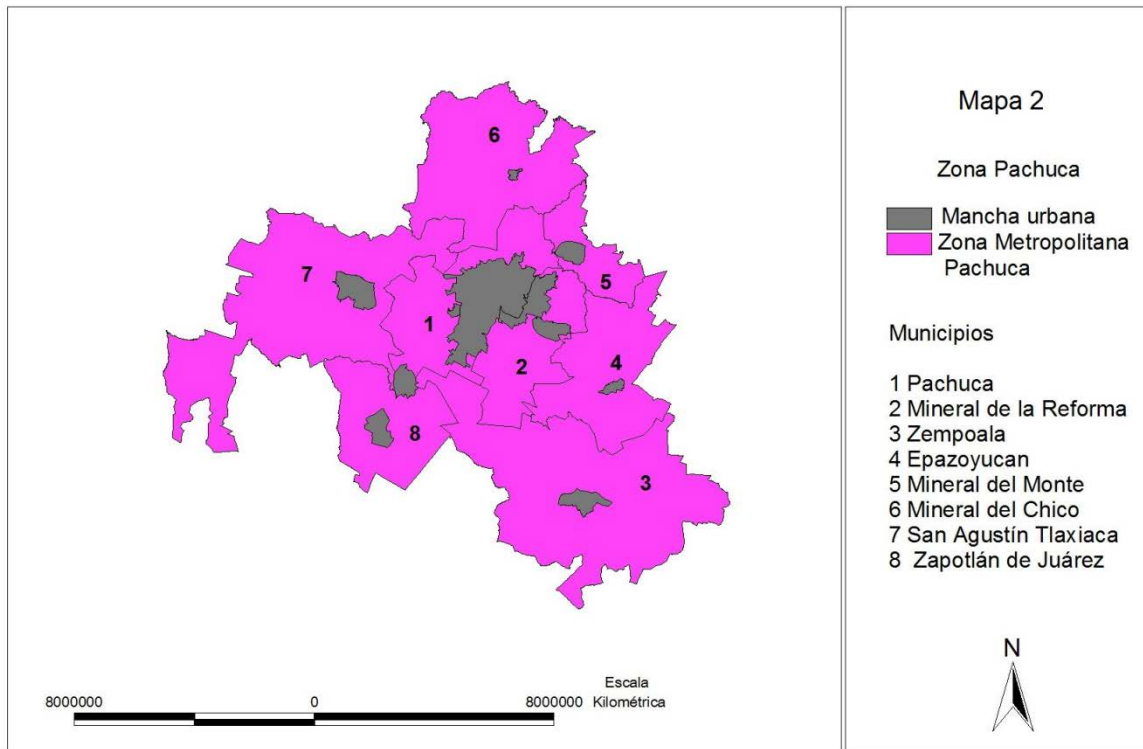 Mapa 2
Zona Pachuca
Mancha urbana
Zona Metropolitana
Pachuca
Municipios
1 Pachuca
2 Mineral de la Reforma
3 Zempoala
4 Epazoyucan
5 Mineral del Monte
6 Mineral del Chico
7 San Agustín Tlaxiaca
8 Zapotlán de Juárez
N
6
7
5
1
2
4
8
3
Escala
Kilométrica
8000000 0 8000000